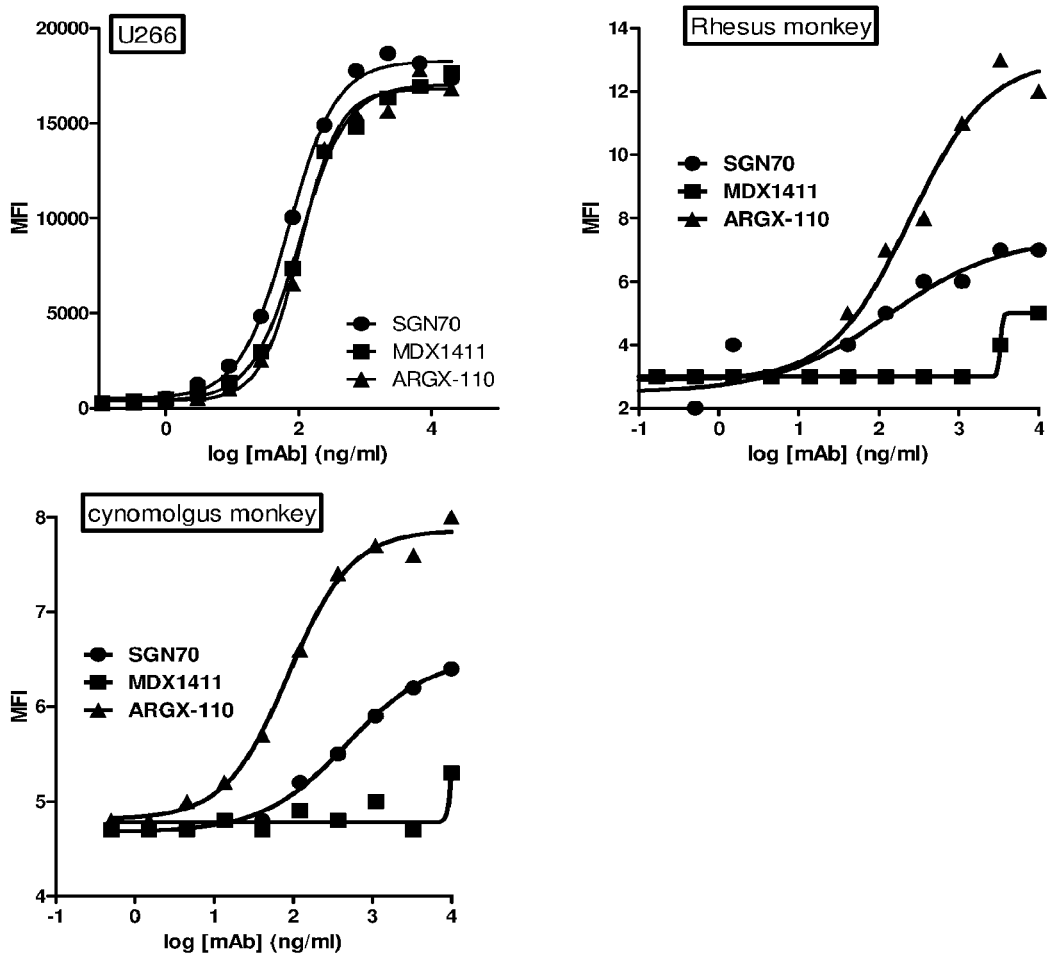 U266
20000
15000
10000
5000
0
MFI
SGN70
MDX1411
ARGX-110
0 2 4
log [mAb] (ng/ml)
Rhesus monkey
14
12
10
8
6
4
2
MFI
SGN70
MDX1411
ARGX-110
-1 0 1 2 3 4
log [mAb] (ng/ml)
cynomolgus monkey
8
7
6
5
4
MFI
SGN70
MDX1411
ARGX-110
-1 0 1 2 3 4
log [mAb] (ng/ml)